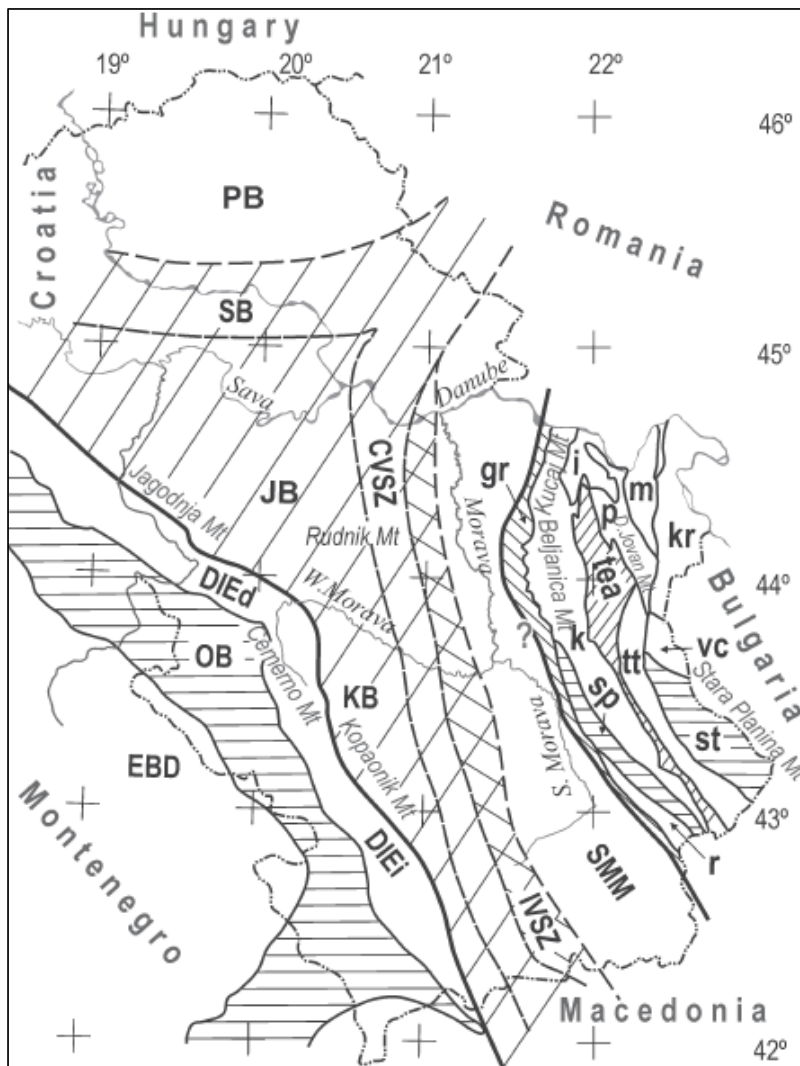 Hungary
19º 20º 21º 22º
46º
Croatia
PB
Romania
SB
45º
Sava
Danube
CVSZ
Jagodnja Mt
JB
Rudnik Mt
Morava
gr
Kucaj Mt
Beljanica Mt
i
p
m
D. Jovan Mt
kr
tea
44º
Bulgaria
DIEd
W.Morava
?
k
tt
vc
OB
Cemerno Mt
KB
sp
Stara Planina Mt
st
EBD
Kopaonik Mt
S. Morava
Montenegro
43º
DIEi
r
SMM
IVSZ
Macedonia
42º